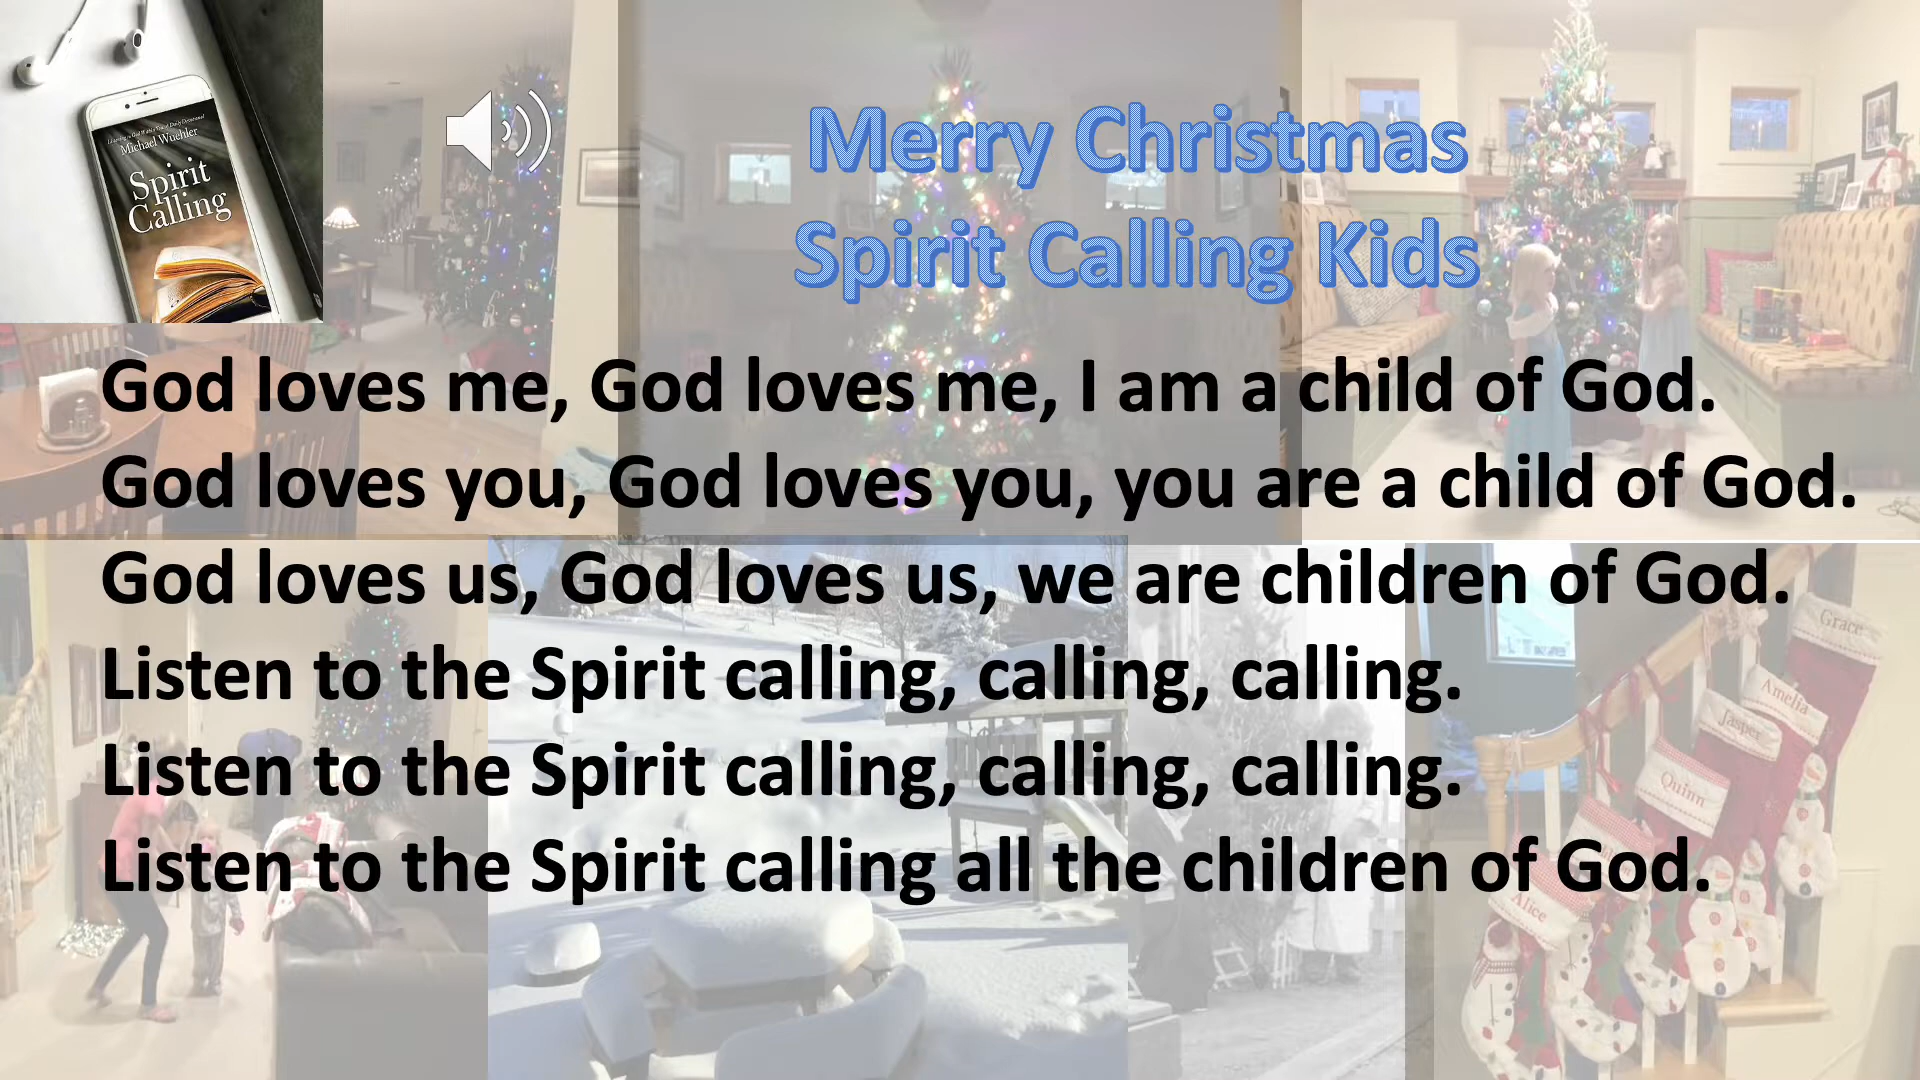 Michael Wuehler
Spirit
Calling
Merry Christmas
Spirit Calling Kids
God loves me, God loves me, I am a child of God.
God loves you, God loves you, you are a child of God.
God loves us, God loves us, we are children of God.
Listen to the Spirit calling, calling, calling.
Listen to the Spirit calling, calling, calling.
Listen to the Spirit calling all the children of God.
Grace
Amelia
Jasper
Quinn
Alice